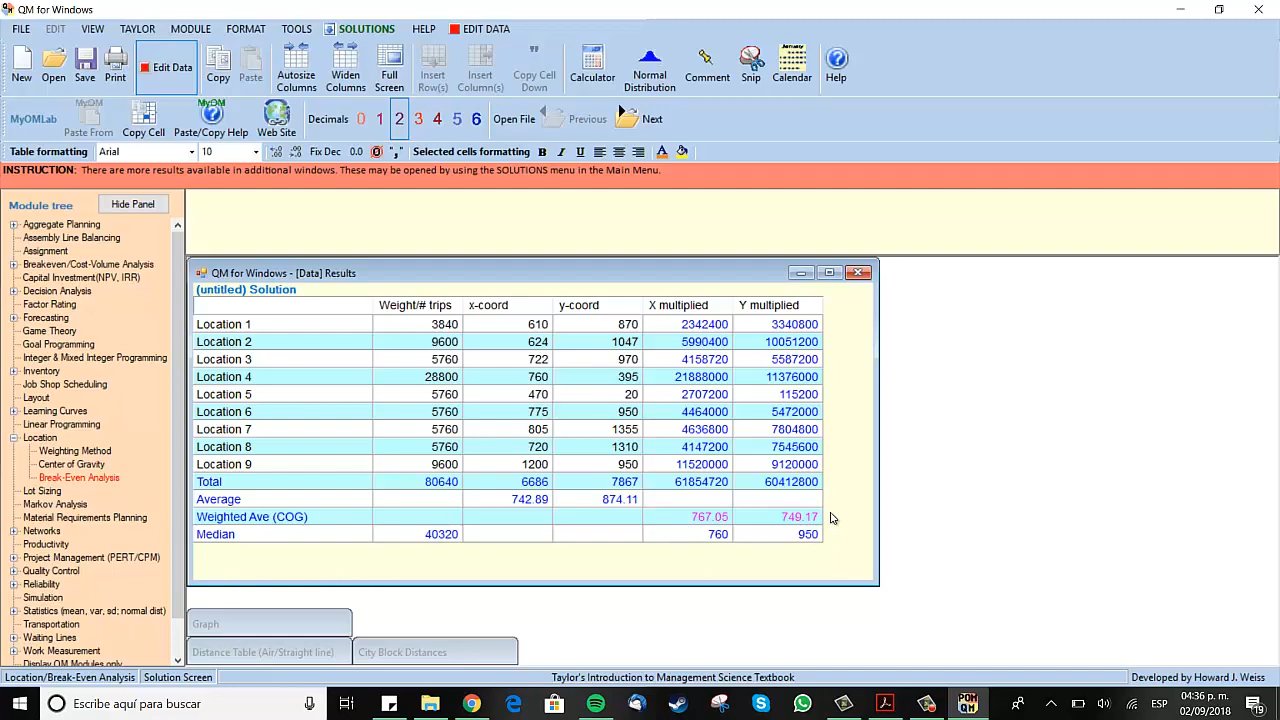 QM for Windows
FILE EDIT VIEW TAYLOR MODULE FORMAT TOOLS SOLUTIONS HELP EDIT DATA
New Open Save Print Edit Data Copy Paste Autosize Columns Widen Columns Full Screen Insert Row(s) Insert Column(s) Copy Cell Down Calculator Normal Distribution Comment Snip Calendar Help
MyOMLab Paste From Copy Cell Paste/Copy Help Web Site Decimals 0 1 2 3 4 5 6 Open File Previous Next
Table formatting Arial 10 Fix Dec 0.0 Selected cells formatting B I U
INSTRUCTION: There are more results available in additional windows. These may be opened by using the SOLUTIONS menu in the Main Menu.
Module tree Hide Panel
Aggregate Planning
Assembly Line Balancing
Assignment
Breakeven/Cost-Volume Analysis
Capital Investment(NPV, IRR)
Decision Analysis
Factor Rating
Forecasting
Game Theory
Goal Programming
Integer & Mixed Integer Programming
Inventory
Job Shop Scheduling
Layout
Learning Curves
Linear Programming
Location
Weighting Method
Center of Gravity
Break-Even Analysis
Lot Sizing
Markov Analysis
Material Requirements Planning
Networks
Productivity
Project Management (PERT/CPM)
Quality Control
Reliability
Simulation
Statistics (mean, var, sd; normal dist)
Transportation
Waiting Lines
Work Measurement
Display OM Modules only
QM for Windows - [Data] Results
(untitled) Solution
Weight/# trips x-coord y-coord X multiplied Y multiplied
Location 1 3840 610 870 2342400 3340800
Location 2 9600 624 1047 5990400 10051200
Location 3 5760 722 970 4158720 5587200
Location 4 28800 760 395 21888000 11376000
Location 5 5760 470 20 2707200 115200
Location 6 5760 775 950 4464000 5472000
Location 7 5760 805 1355 4636800 7804800
Location 8 5760 720 1310 4147200 7545600
Location 9 9600 1200 950 11520000 9120000
Total 80640 6686 7867 61854720 60412800
Average 742.89 874.11
Weighted Ave (COG) 767.05 749.17
Median 40320 760 950
Graph
Distance Table (Air/Straight line) City Block Distances
Location/Break-Even Analysis Solution Screen Taylor's Introduction to Management Science Textbook Developed by Howard J. Weiss
Escribe aquí para buscar ESP 04:36 p. m.
02/09/2018